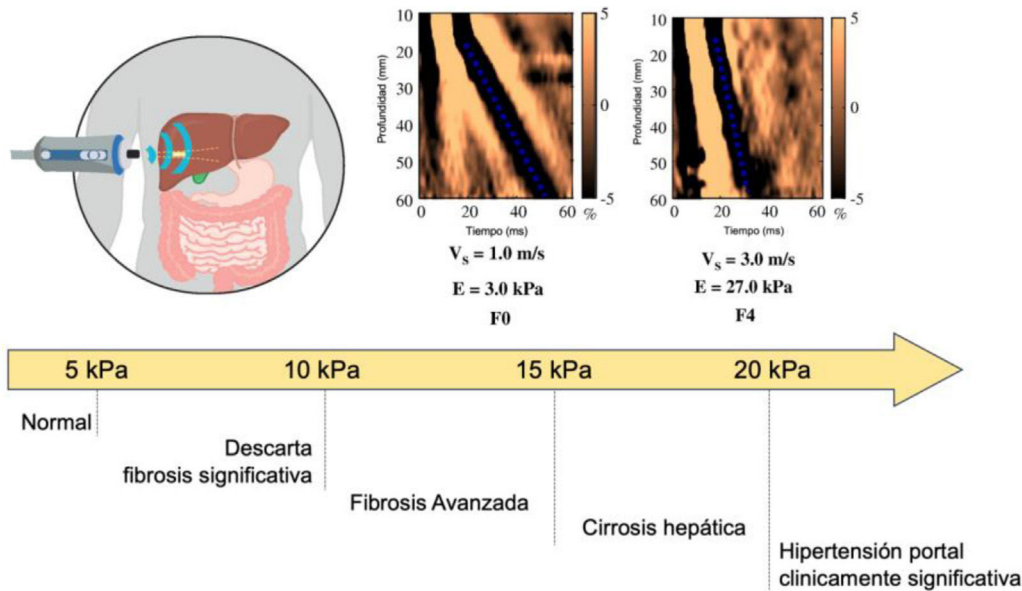 10
20
30
40
50
60
Profundidad (mm)
0
20
40
60
Tiempo (ms)
5
0
-5
%
V_S = 1.0 m/s
E = 3.0 kPa
F0
10
20
30
40
50
60
Profundidad (mm)
0
20
40
60
Tiempo (ms)
5
0
-5
%
V_S = 3.0 m/s
E = 27.0 kPa
F4
5 kPa
10 kPa
15 kPa
20 kPa
Normal
Descarta
fibrosis significativa
Fibrosis Avanzada
Cirrosis hepática
Hipertensión portal
clinicamente significativa